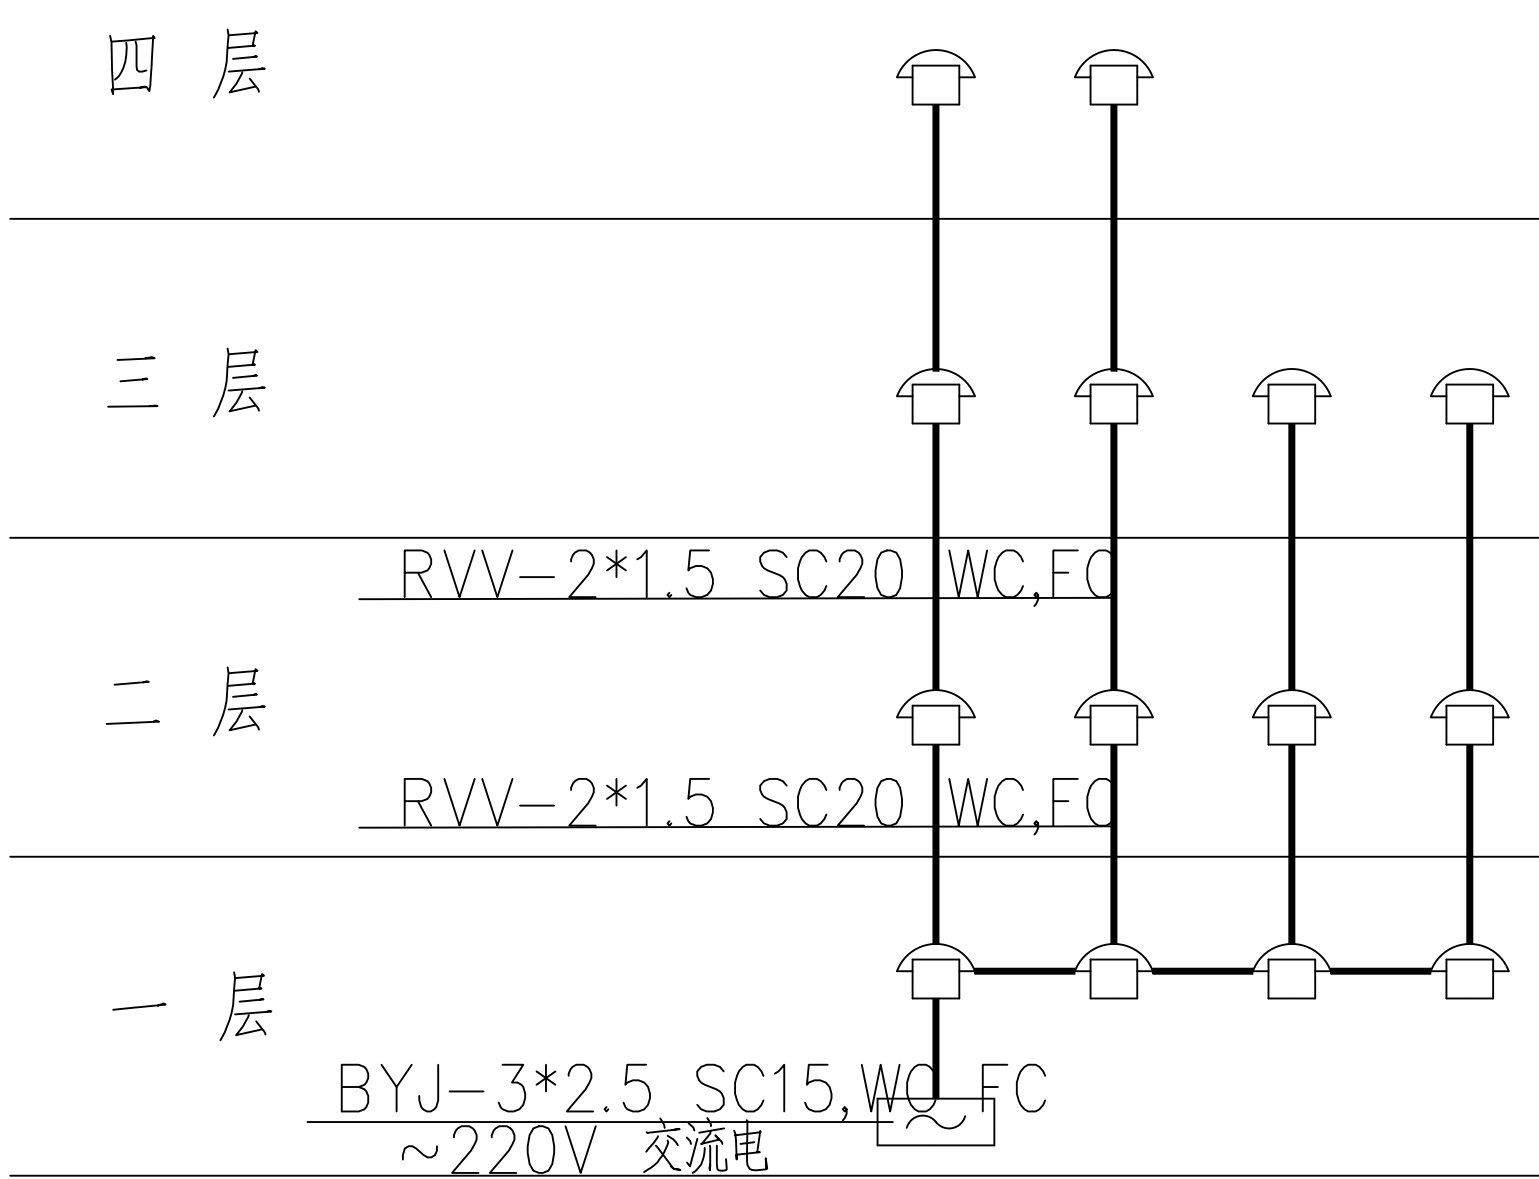 四 层
三 层
RVV-2*1.5 SC20 WC,FC
二 层
RVV-2*1.5 SC20 WC,FC
一 层
BYJ-3*2.5 SC15,WC FC
~
~220V 交流电